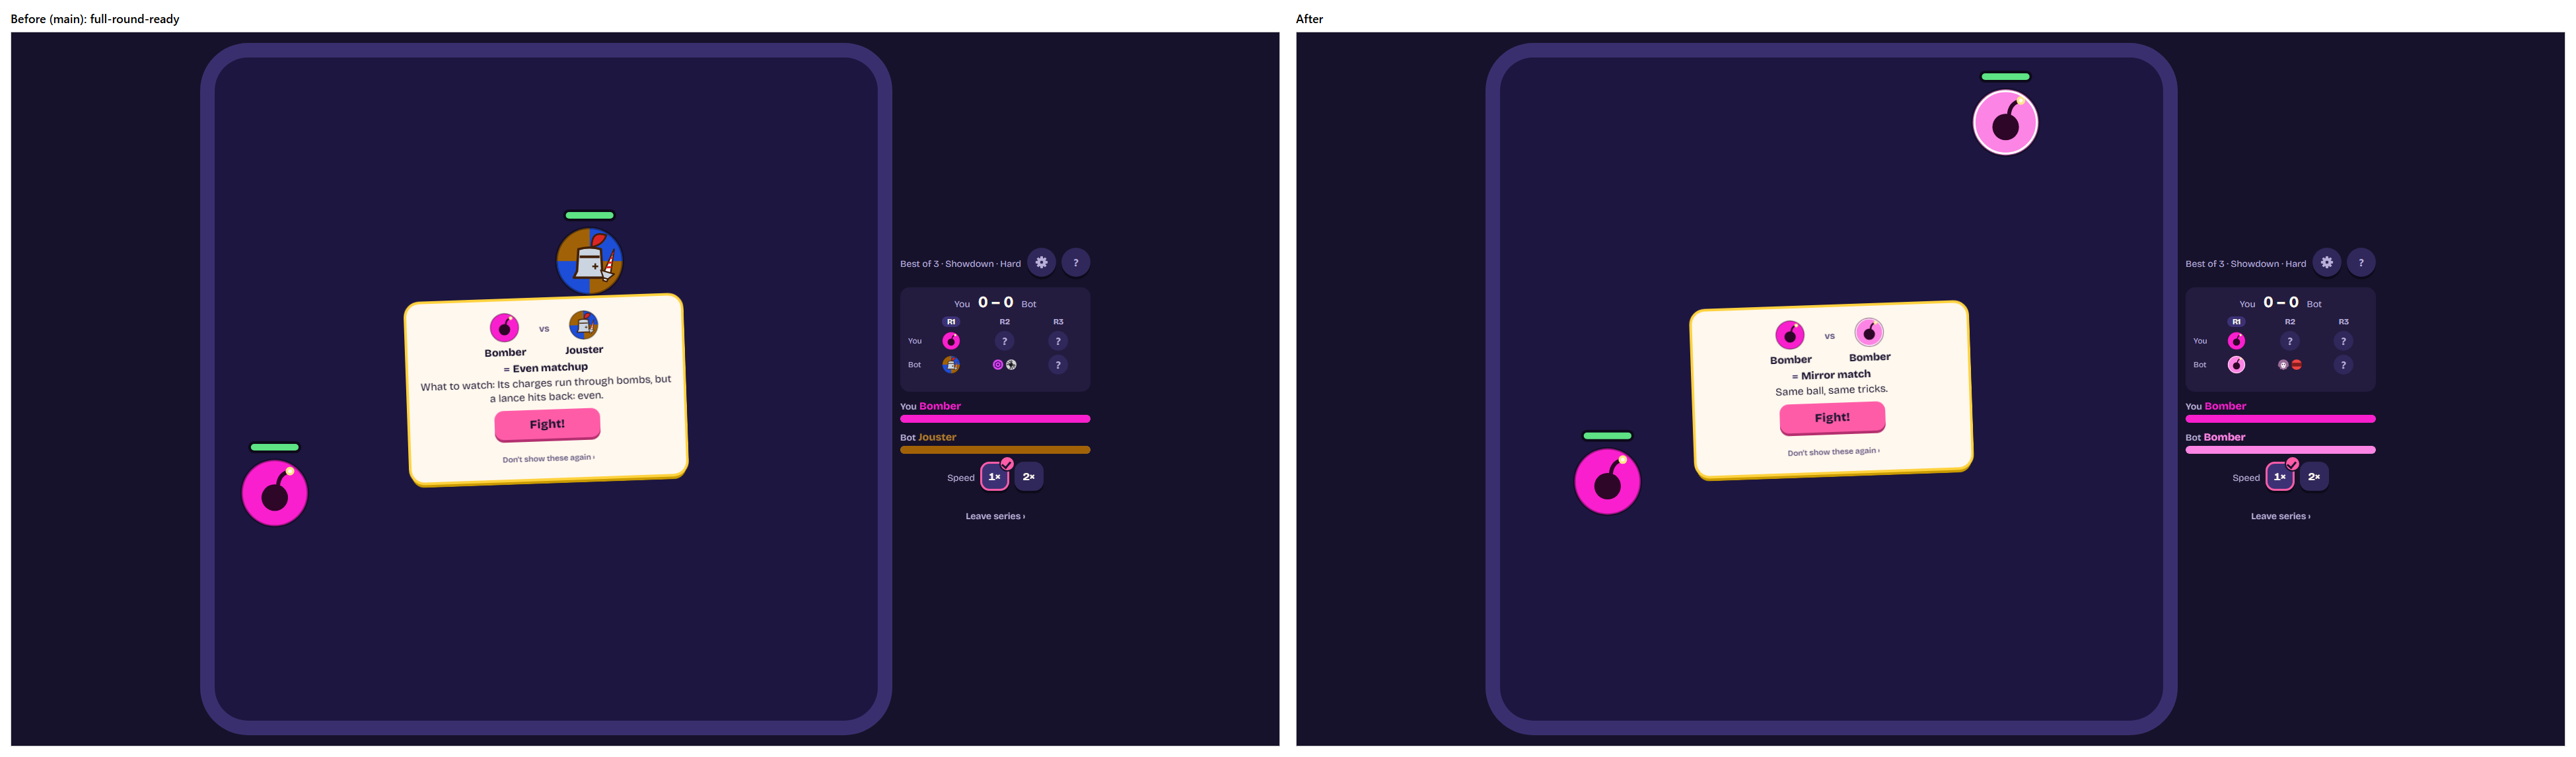 Before (main): full-round-ready
Best of 3 · Showdown · Hard
?
You 0 – 0 Bot
R1 R2 R3
You ? ?
Bot ?
You Bomber
Bot Jouster
Speed 1× 2×
Leave series ›
vs
Bomber Jouster
= Even matchup
What to watch: Its charges run through bombs, but
a lance hits back: even.
Fight!
Don't show these again ›
After
Best of 3 · Showdown · Hard
?
You 0 – 0 Bot
R1 R2 R3
You ? ?
Bot ?
You Bomber
Bot Bomber
Speed 1× 2×
Leave series ›
vs
Bomber Bomber
= Mirror match
Same ball, same tricks.
Fight!
Don't show these again ›